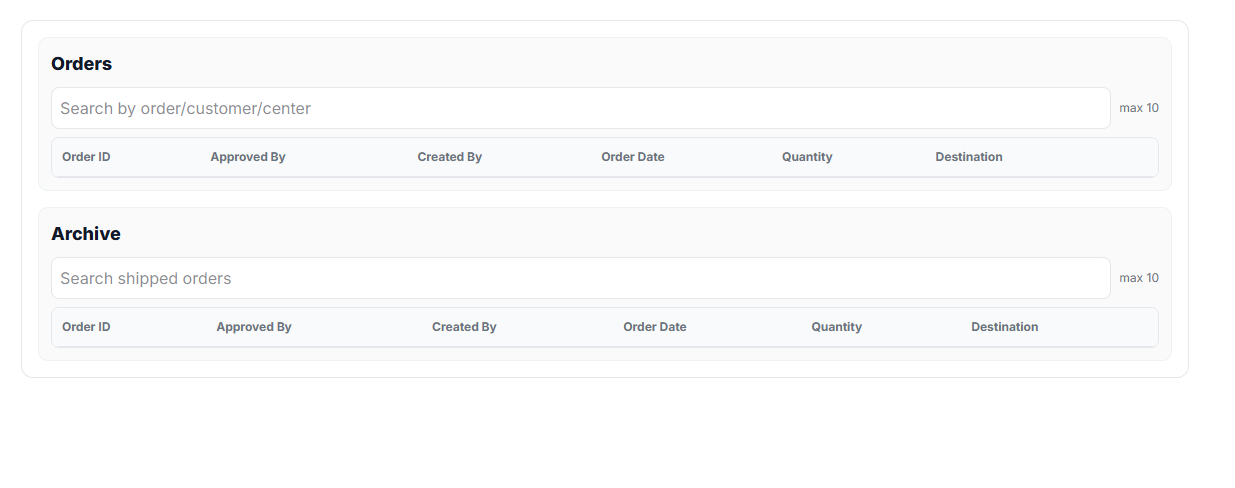 Orders
Search by order/customer/center max 10
Order ID Approved By Created By Order Date Quantity Destination
Archive
Search shipped orders max 10
Order ID Approved By Created By Order Date Quantity Destination